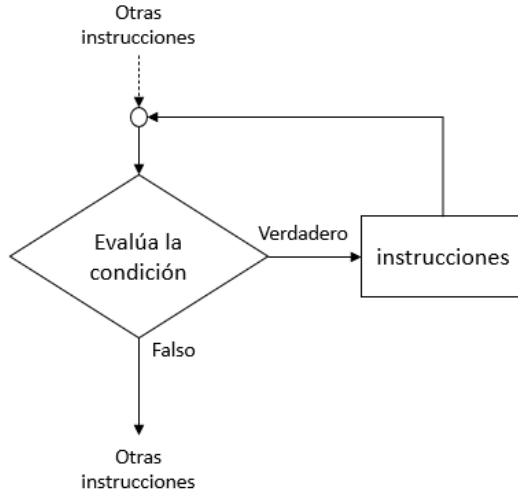 Otras
instrucciones
Evalúa la
condición
Verdadero
instrucciones
Falso
Otras
instrucciones